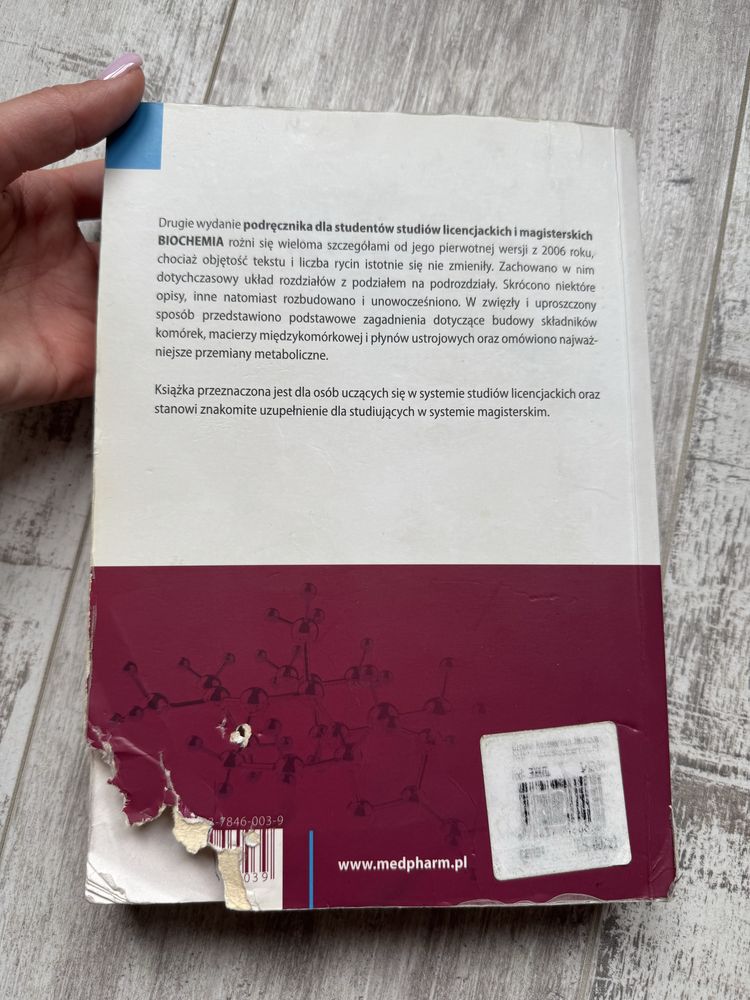 Drugie wydanie podręcznika dla studentów studiów licencjackich i magisterskich
BIOCHEMIA rożni się wieloma szczegółami od jego pierwotnej wersji z 2006 roku,
chociaż objętość tekstu i liczba rycin istotnie się nie zmieniły. Zachowano w nim
dotychczasowy układ rozdziałów z podziałem na podrozdziały. Skrócono niektóre
opisy, inne natomiast rozbudowano i unowocześniono. W zwięzły i uproszczony
sposób przedstawiono podstawowe zagadnienia dotyczące budowy składników
komórek, macierzy międzykomórkowej i płynów ustrojowych oraz omówiono najważ-
niejsze przemiany metaboliczne.
Książka przeznaczona jest dla osób uczących się w systemie studiów licencjackich oraz
stanowi znakomite uzupełnienie dla studiujących w systemie magisterskim.
-7846-003-9
039
www.medpharm.pl